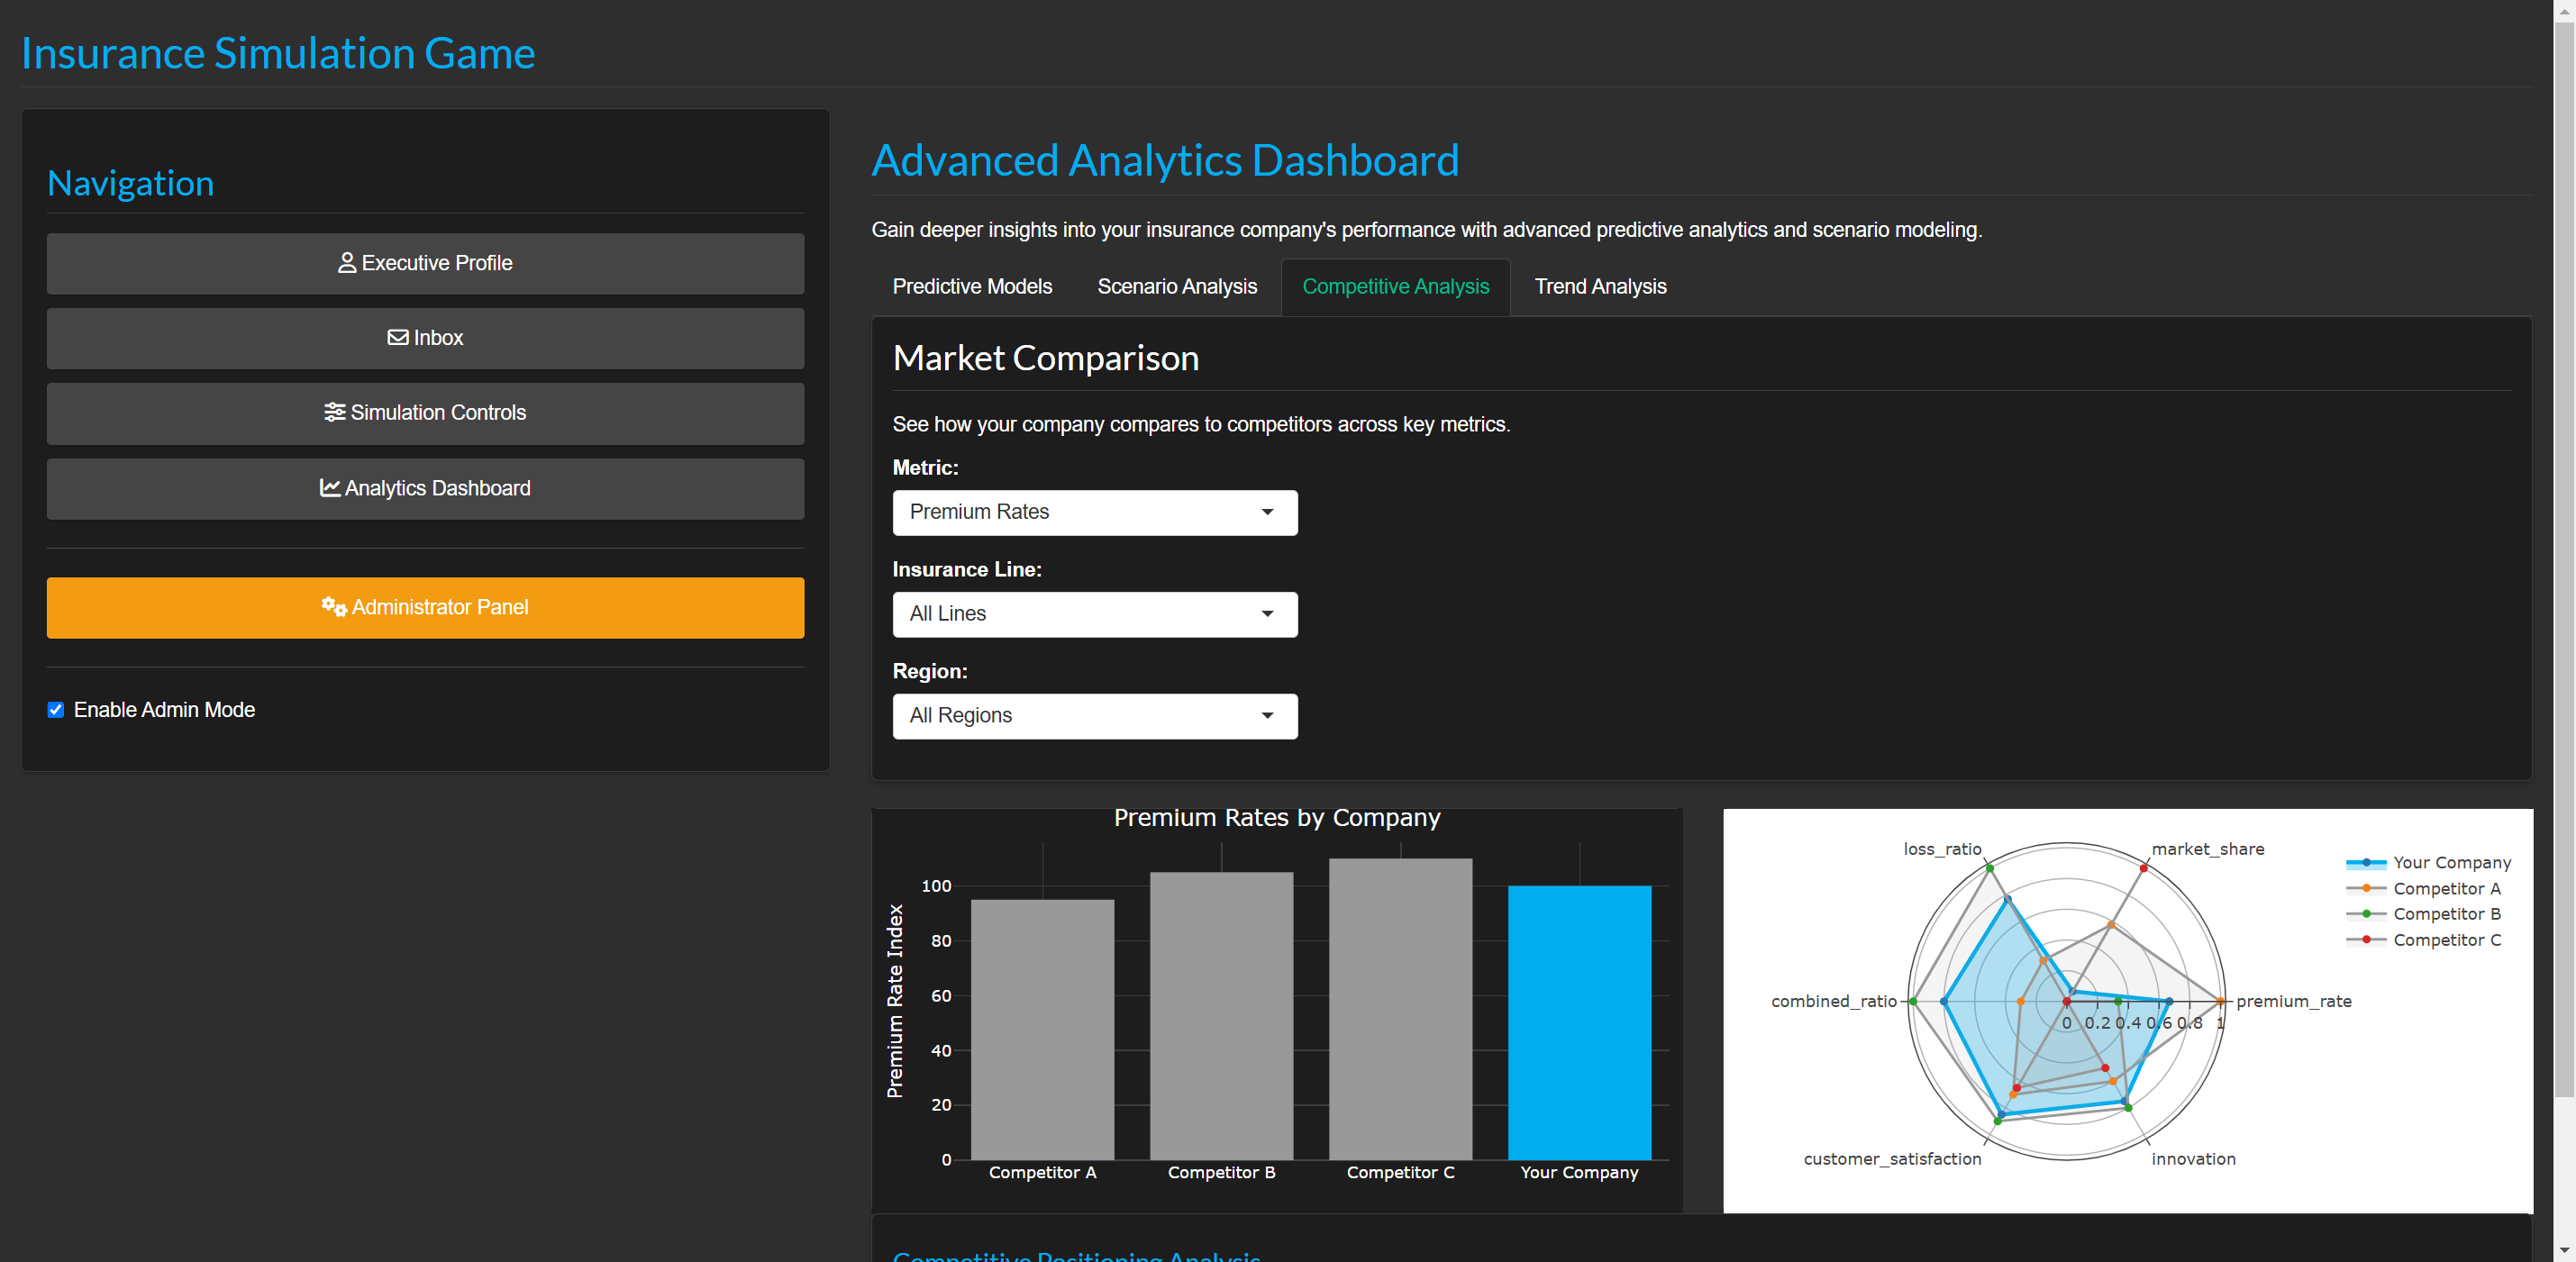 Insurance Simulation Game
Navigation
Executive Profile
Inbox
Simulation Controls
Analytics Dashboard
Administrator Panel
Enable Admin Mode
Advanced Analytics Dashboard
Gain deeper insights into your insurance company's performance with advanced predictive analytics and scenario modeling.
Predictive Models
Scenario Analysis
Competitive Analysis
Trend Analysis
Market Comparison
See how your company compares to competitors across key metrics.
Metric:
Premium Rates
Insurance Line:
All Lines
Region:
All Regions
Premium Rates by Company
Premium Rate Index
100
80
60
40
20
0
Competitor A
Competitor B
Competitor C
Your Company
loss_ratio
market_share
combined_ratio
premium_rate
0 0.2 0.4 0.6 0.8 1
customer_satisfaction
innovation
Your Company
Competitor A
Competitor B
Competitor C
Competitive Positioning Analysis